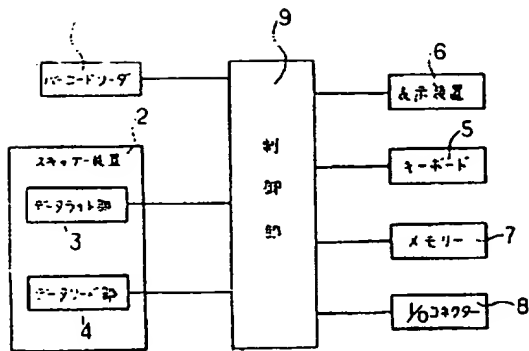 9
バーコードリーダ
2
スキャナー装置
データライト部
3
データリード部
4
制
御
部
6
表示装置
5
キーボード
メモリー
7
I/Oコネクター
8